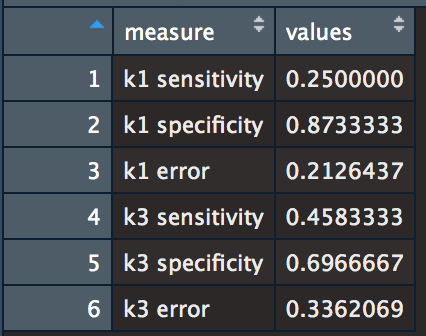 measure values
1 k1 sensitivity 0.2500000
2 k1 specificity 0.8733333
3 k1 error 0.2126437
4 k3 sensitivity 0.4583333
5 k3 specificity 0.6966667
6 k3 error 0.3362069